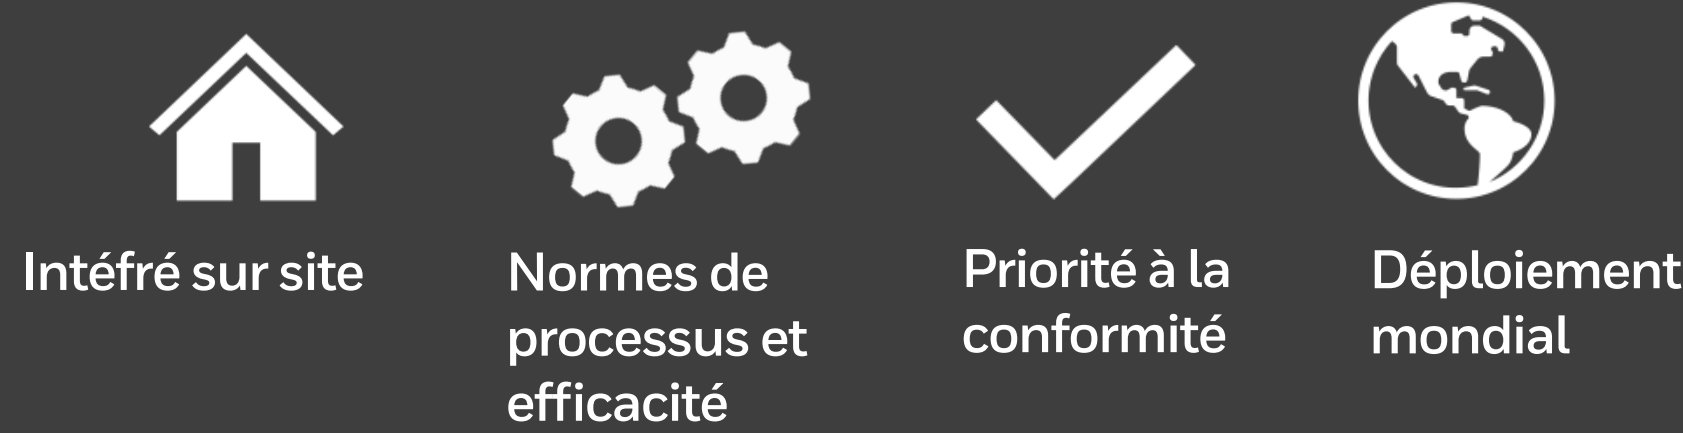 Intéfré sur site
Normes de
processus et
efficacité
Priorité à la
conformité
Déploiement
mondial